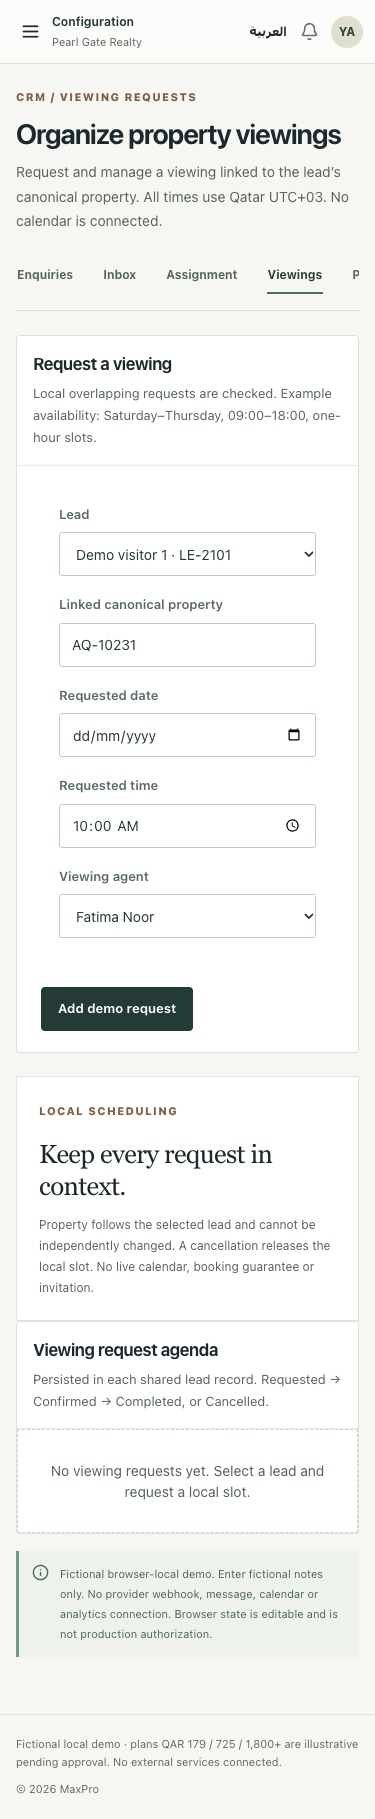 Configuration
Pearl Gate Realty
العربية
YA
CRM / VIEWING REQUESTS
Organize property viewings
Request and manage a viewing linked to the lead's
canonical property. All times use Qatar UTC+03. No
calendar is connected.
Enquiries Inbox Assignment Viewings P
Request a viewing
Local overlapping requests are checked. Example
availability: Saturday–Thursday, 09:00–18:00, one-
hour slots.
Lead
Demo visitor 1 · LE-2101
Linked canonical property
AQ-10231
Requested date
dd/mm/yyyy
Requested time
10:00 AM
Viewing agent
Fatima Noor
Add demo request
LOCAL SCHEDULING
Keep every request in
context.
Property follows the selected lead and cannot be
independently changed. A cancellation releases the
local slot. No live calendar, booking guarantee or
invitation.
Viewing request agenda
Persisted in each shared lead record. Requested →
Confirmed → Completed, or Cancelled.
No viewing requests yet. Select a lead and
request a local slot.
Fictional browser-local demo. Enter fictional notes
only. No provider webhook, message, calendar or
analytics connection. Browser state is editable and is
not production authorization.
Fictional local demo · plans QAR 179 / 725 / 1,800+ are illustrative
pending approval. No external services connected.
© 2026 MaxPro